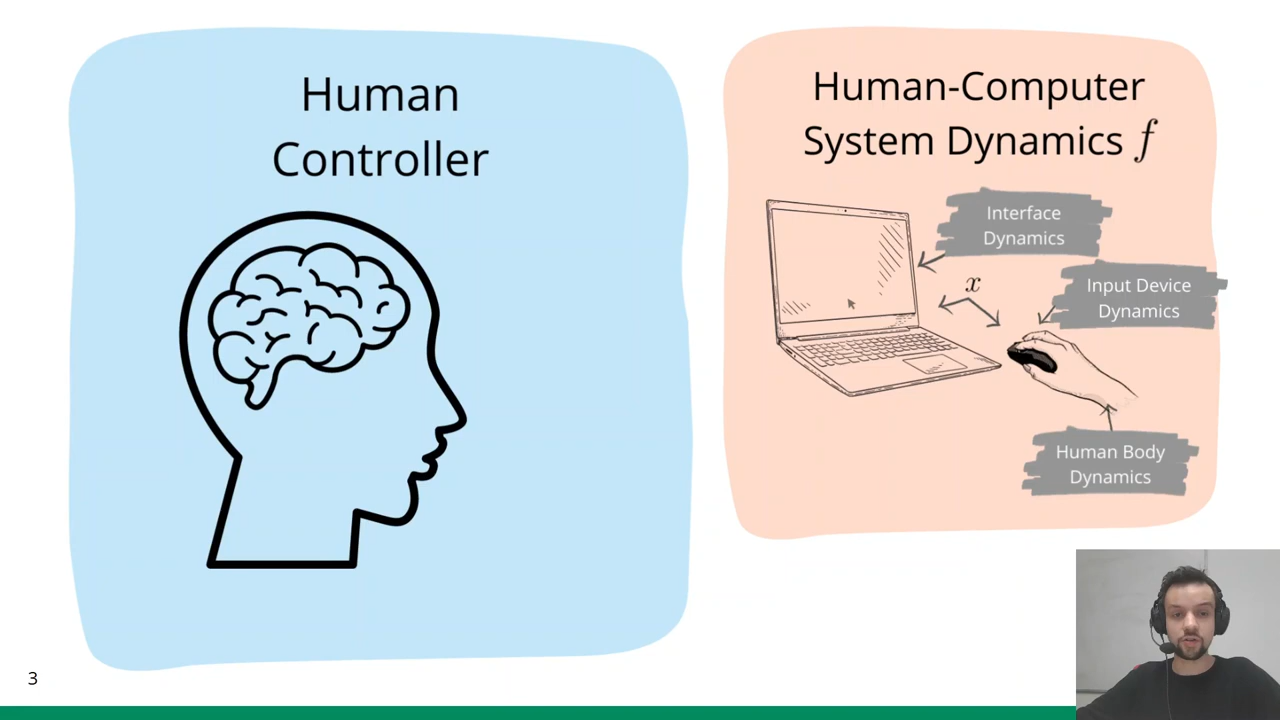 Human
Controller
Human-Computer
System Dynamics f
Interface
Dynamics
x
Input Device
Dynamics
Human Body
Dynamics
3